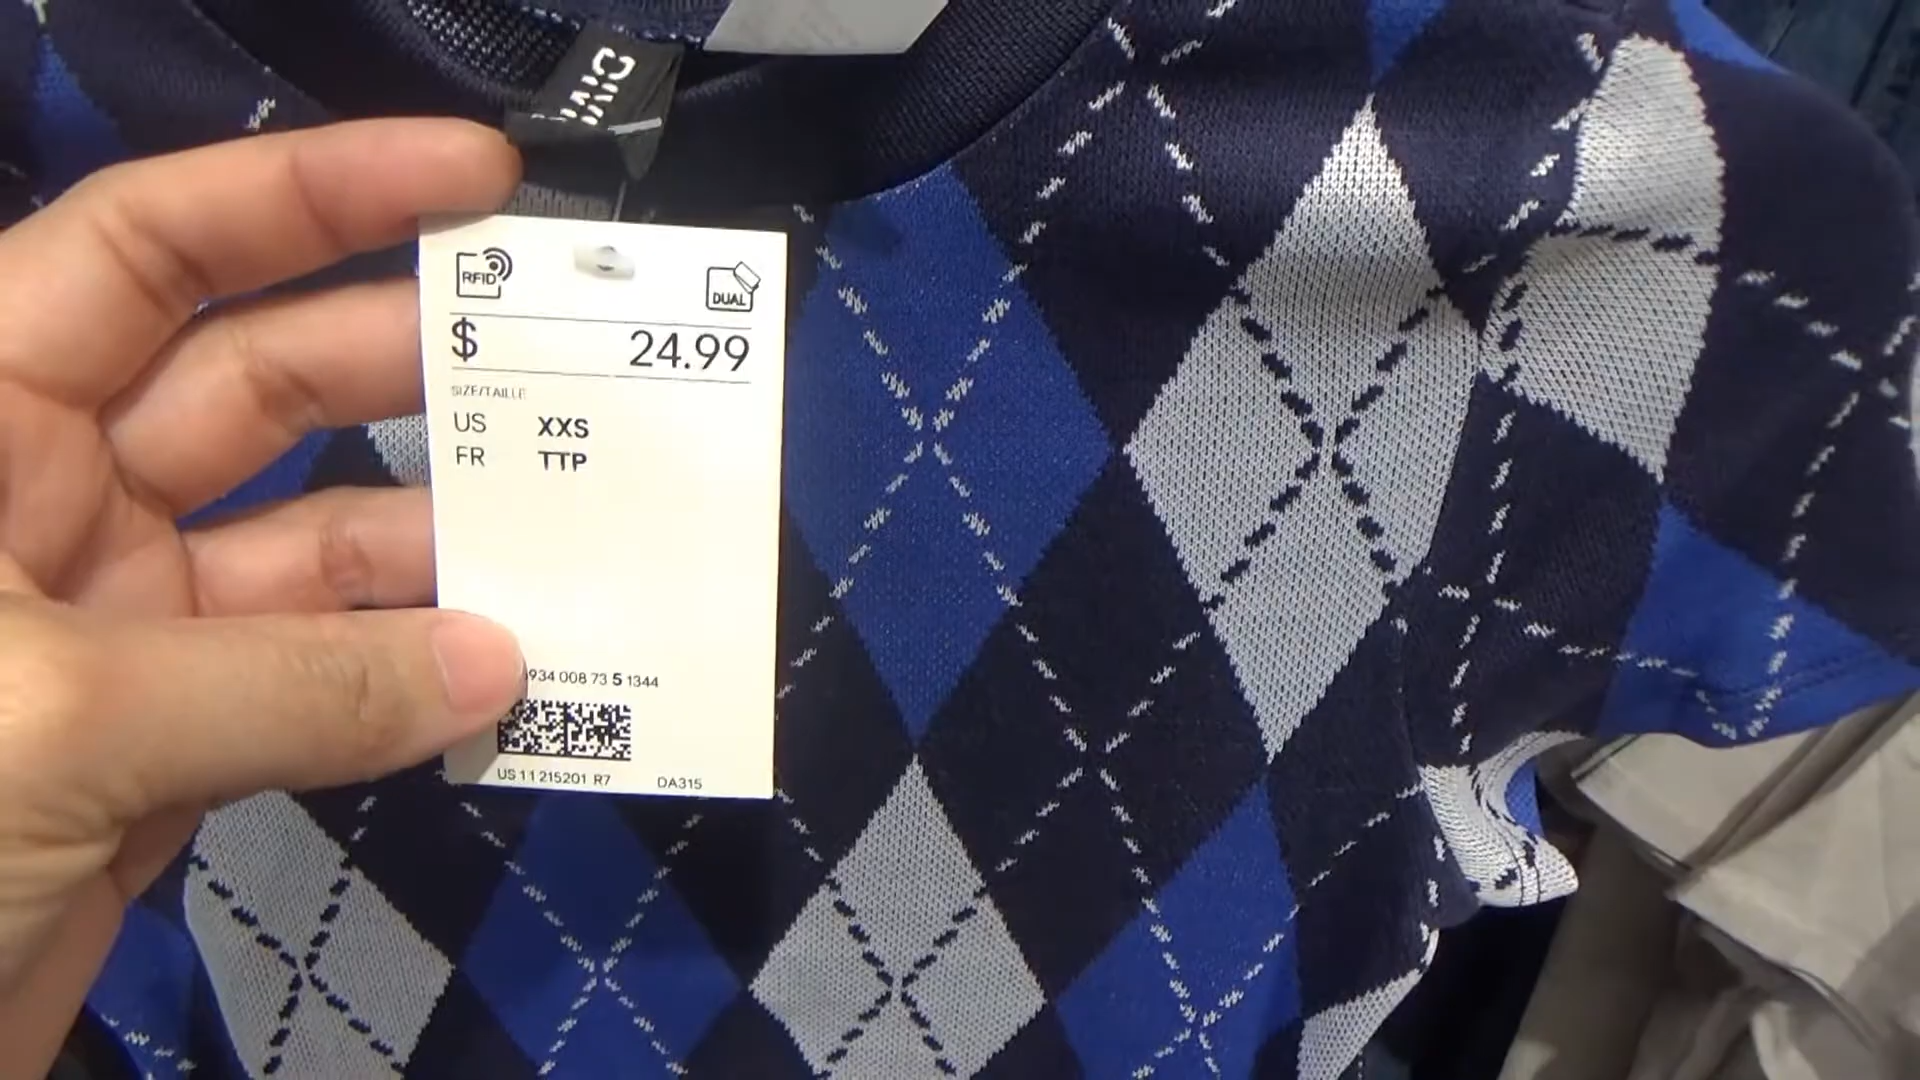 RFID
DUAL
$ 24.99
SIZE/TAILLE
US XXS
FR TTP
934 008 73 5 1344
US 11 215201 R7 DA315